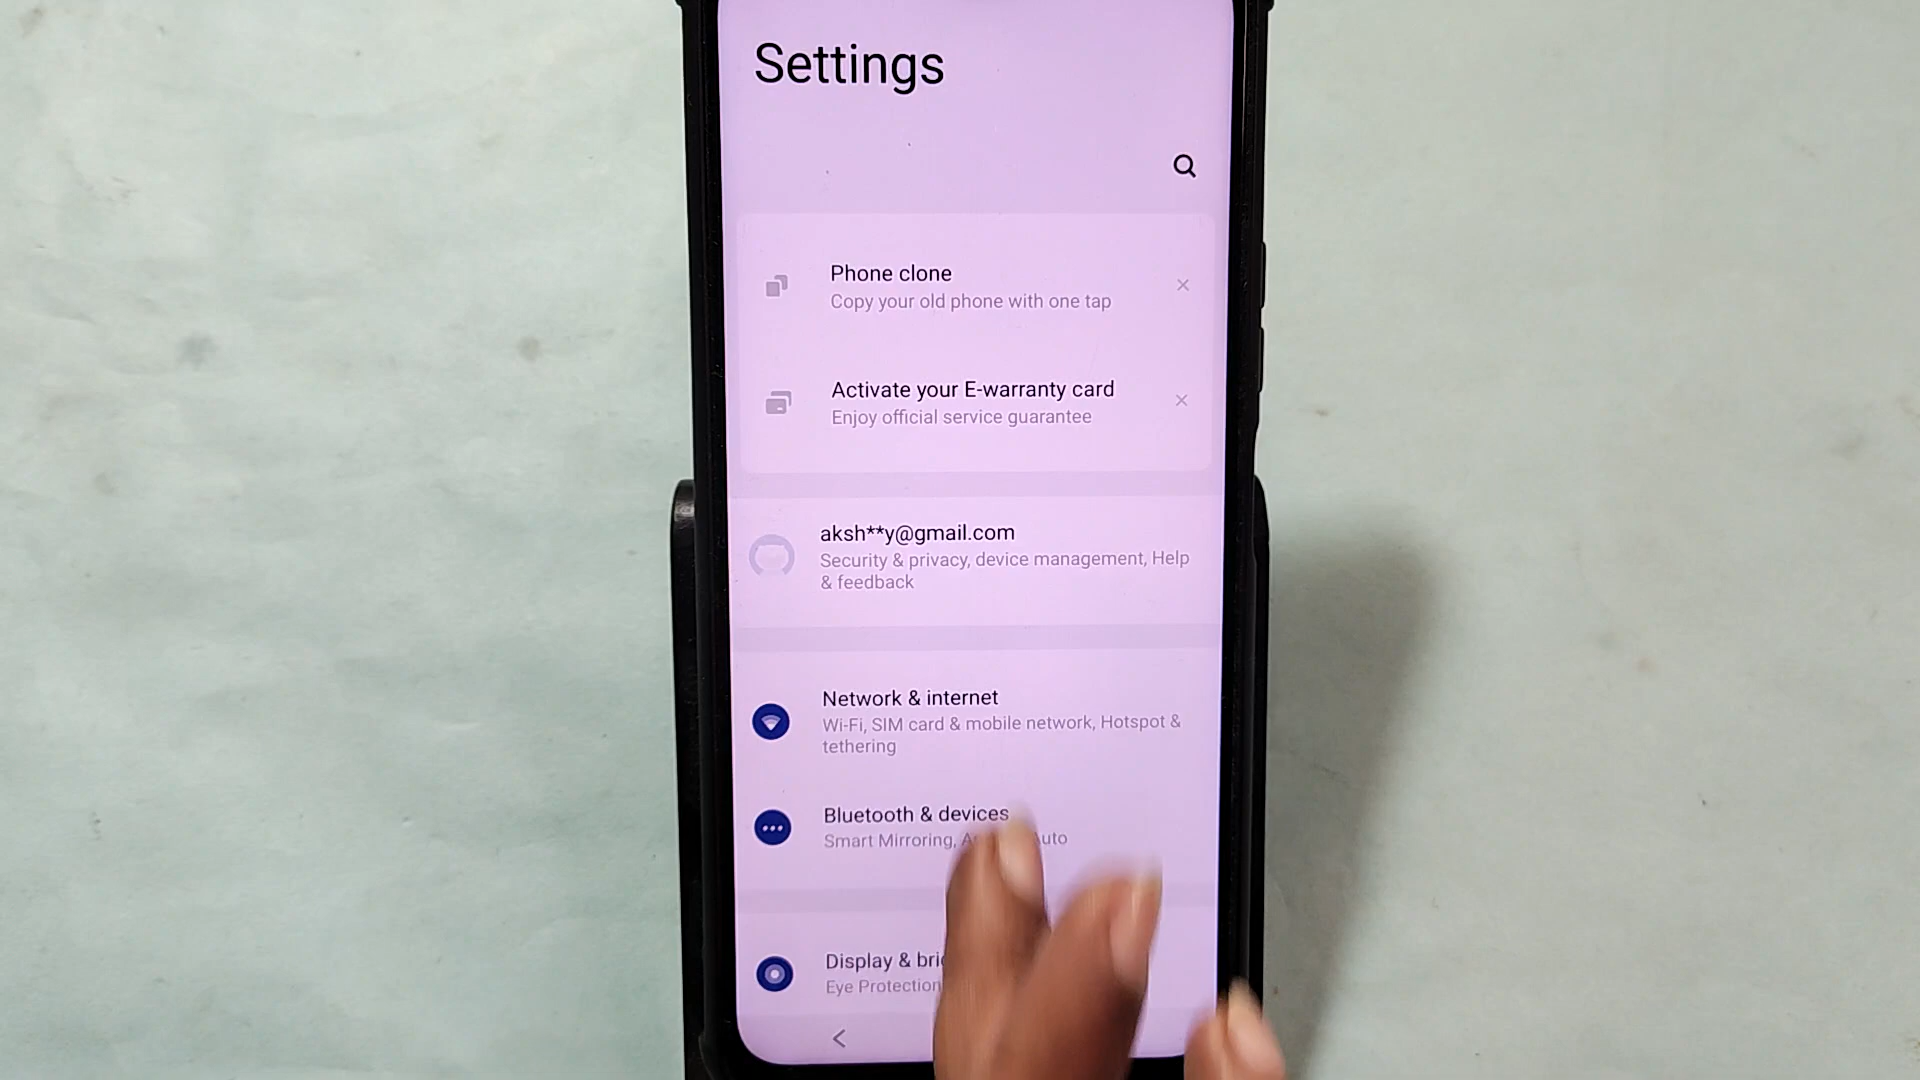 Settings
Phone clone
Copy your old phone with one tap
Activate your E-warranty card
Enjoy official service guarantee
aksh**y@gmail.com
Security & privacy, device management, Help
& feedback
Network & internet
Wi-Fi, SIM card & mobile network, Hotspot &
tethering
Bluetooth & devices
Smart Mirroring,
Display &
Eye Protection